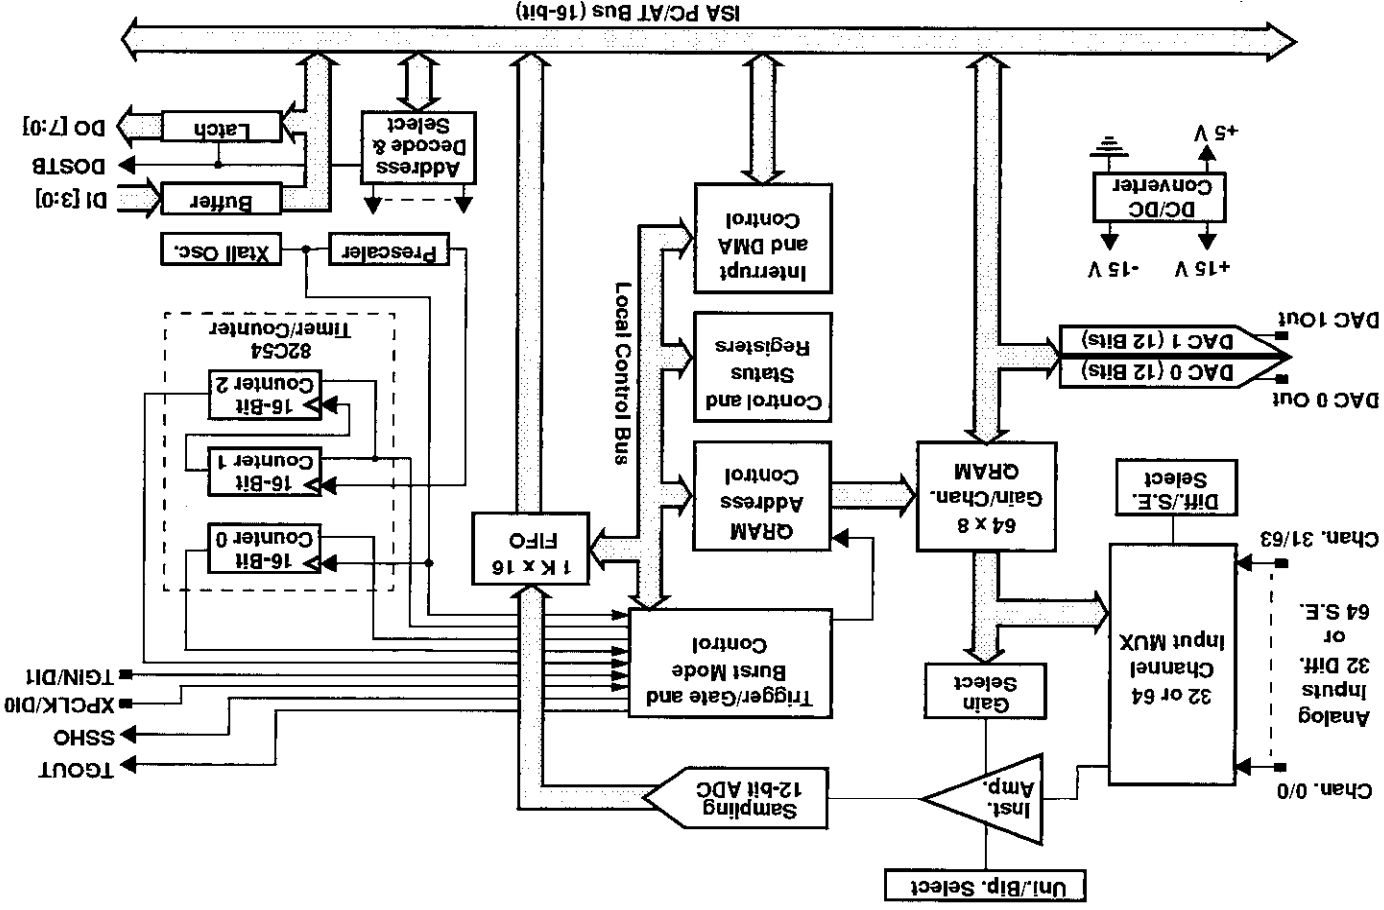 Uni./Bip. Select
Chan. 0/0
Analog
Inputs
32 Diff.
or
64 S.E.
Chan. 31/63
32 or 64
Channel
Input MUX
Diff./S.E.
Select
Inst.
Amp.
Gain
Select
Sampling
12-bit ADC
TGOUT
SSHO
XPCLK/DI0
TGIN/DI1
Trigger/Gate and
Burst Mode
Control
64 x 8
Gain/Chan.
QRAM
QRAM
Address
Control
1 K x 16
FIFO
16-Bit
Counter 0
16-Bit
Counter 1
16-Bit
Counter 2
82C54
Timer/Counter
DAC 0 Out
DAC 0 (12 Bits)
DAC 1 (12 Bits)
DAC 1Out
Control and
Status
Registers
Local Control Bus
+15 V
-15 V
DC/DC
Converter
+5 V
Interrupt
and DMA
Control
Prescaler
Xtall Osc.
Address
Decode &
Select
Buffer
DI [3:0]
DOSTB
Latch
DO [7:0]
ISA PC/AT Bus (16-bit)